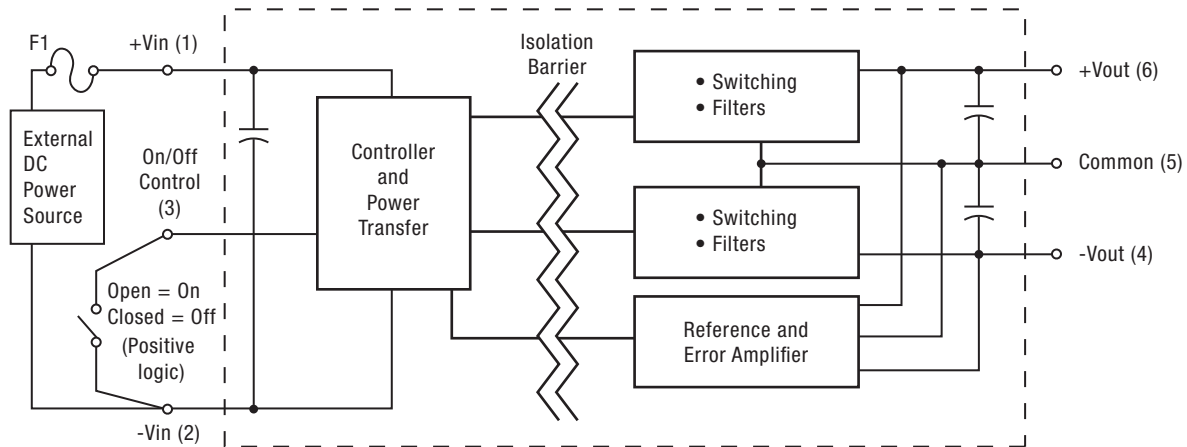 F1
+Vin (1)
External
DC
Power
Source
On/Off
Control
(3)
Open = On
Closed = Off
(Positive
logic)
-Vin (2)
Controller
and
Power
Transfer
Isolation
Barrier
• Switching
• Filters
• Switching
• Filters
Reference and
Error Amplifier
+Vout (6)
Common (5)
-Vout (4)